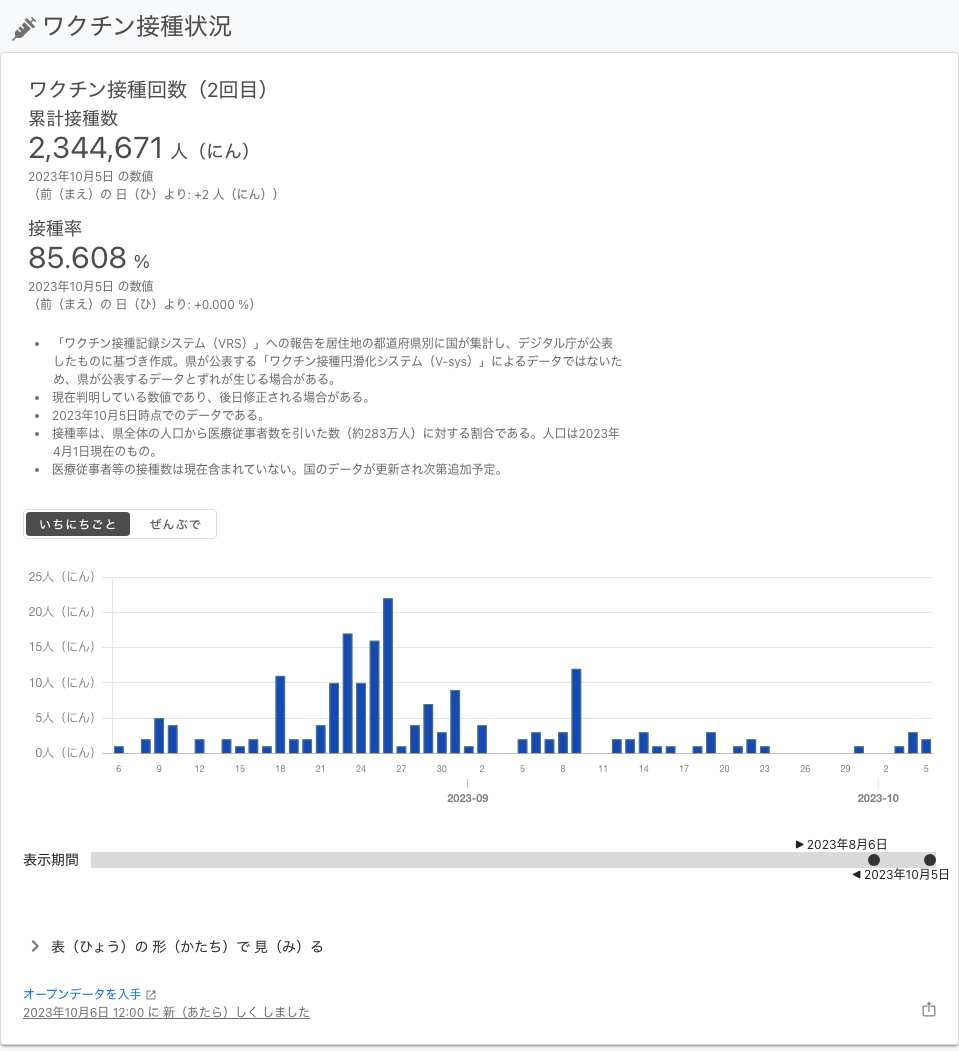 ワクチン接種状況
ワクチン接種回数（2回目）
累計接種数
2,344,671 人（にん）
2023年10月5日 の数値
（前（まえ）の 日（ひ）より: +2 人（にん））
接種率
85.608 %
2023年10月5日 の数値
（前（まえ）の 日（ひ）より: +0.000 %）
• 「ワクチン接種記録システム（VRS）」への報告を居住地の都道府県別に国が集計し、デジタル庁が公表
したものに基づき作成。県が公表する「ワクチン接種円滑化システム（V-sys）」によるデータではないた
め、県が公表するデータとずれが生じる場合がある。
• 現在判明している数値であり、後日修正される場合がある。
• 2023年10月5日時点でのデータである。
• 接種率は、県全体の人口から医療従事者数を引いた数（約283万人）に対する割合である。人口は2023年
4月1日現在のもの。
• 医療従事者等の接種数は現在含まれていない。国のデータが更新され次第追加予定。
いちにちごと ぜんぶで
25人（にん）
20人（にん）
15人（にん）
10人（にん）
5人（にん）
0人（にん）
6 9 12 15 18 21 24 27 30 2 5 8 11 14 17 20 23 26 29 2 5
2023-09 2023-10
▶ 2023年8月6日
表示期間
◀ 2023年10月5日
表（ひょう）の 形（かたち）で 見（み）る
オープンデータを入手
2023年10月6日 12:00 に 新（あたら）しく しました